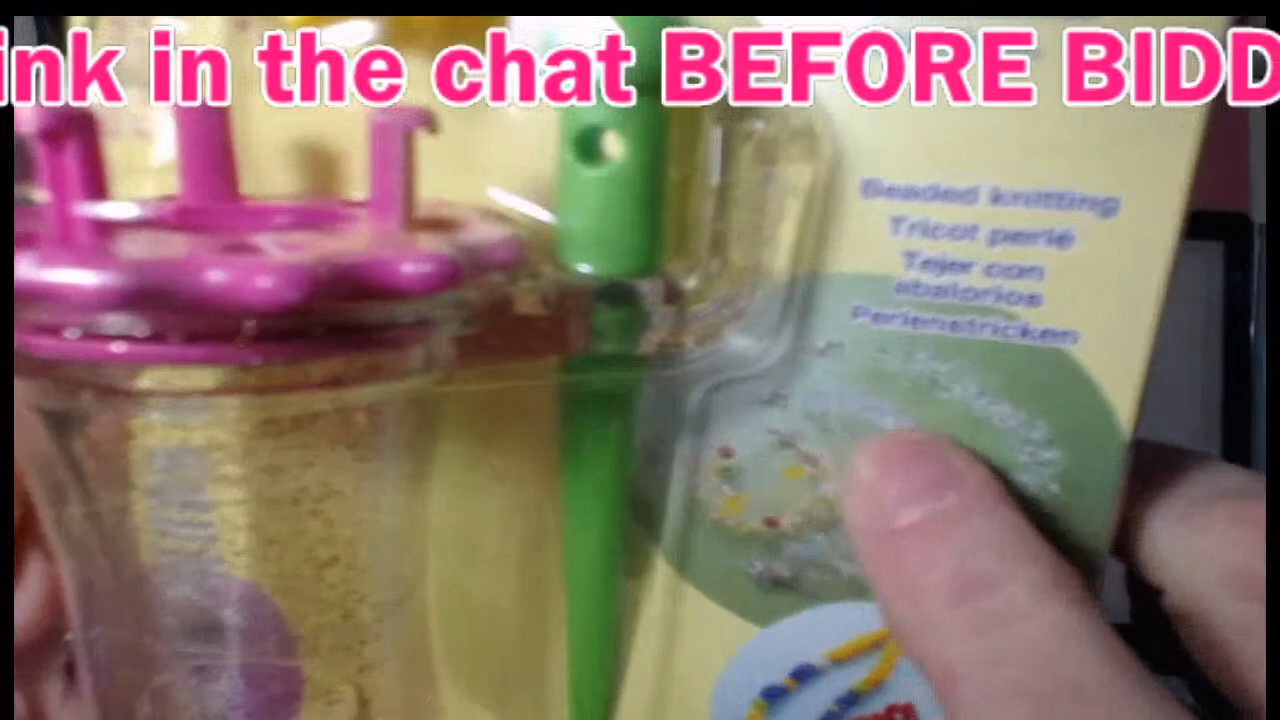 ink in the chat BEFORE BIDD
Beaded knitting
Tricot perlé
Tejer con
abalorios
Perlenstricken